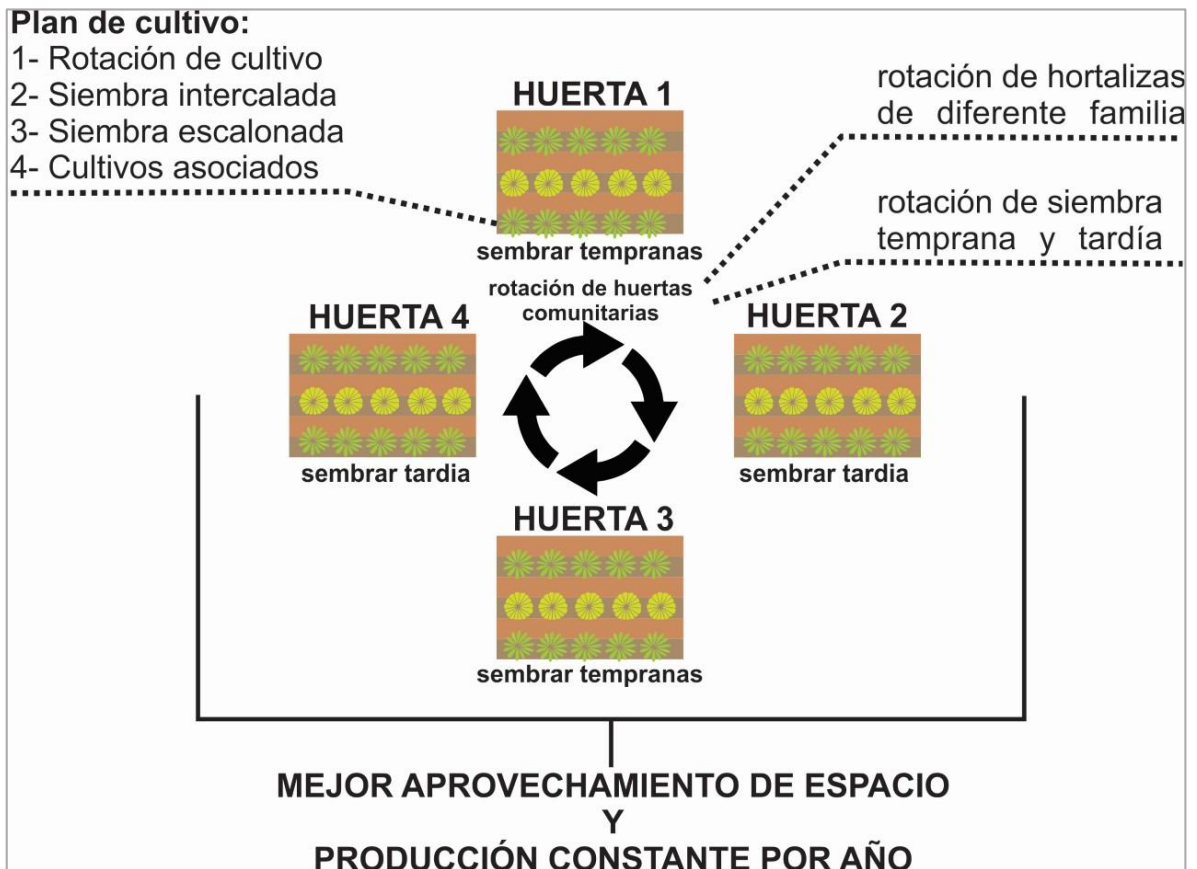 Plan de cultivo:
1- Rotación de cultivo
2- Siembra intercalada
3- Siembra escalonada
4- Cultivos asociados
HUERTA 1
sembrar tempranas
rotación de hortalizas
de diferente familia
rotación de siembra
temprana y tardía
rotación de huertas
comunitarias
HUERTA 4
sembrar tardia
HUERTA 2
sembrar tardia
HUERTA 3
sembrar tempranas
MEJOR APROVECHAMIENTO DE ESPACIO
Y
PRODUCCIÓN CONSTANTE POR AÑO